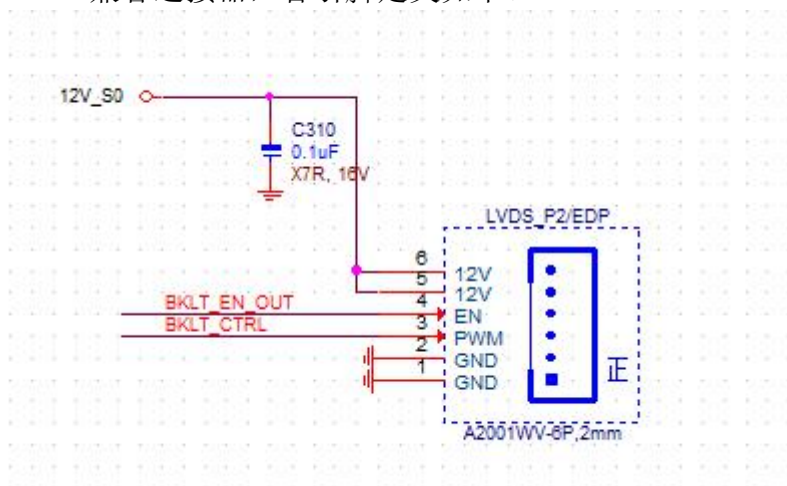 12V_S0
C310
0.1uF
X7R, 16V
LVDS_P2/EDP
6
12V
5
12V
BKLT_EN_OUT
4
EN
BKLT_CTRL
3
PWM
2
GND
1
GND
正
A2001WV-6P,2mm